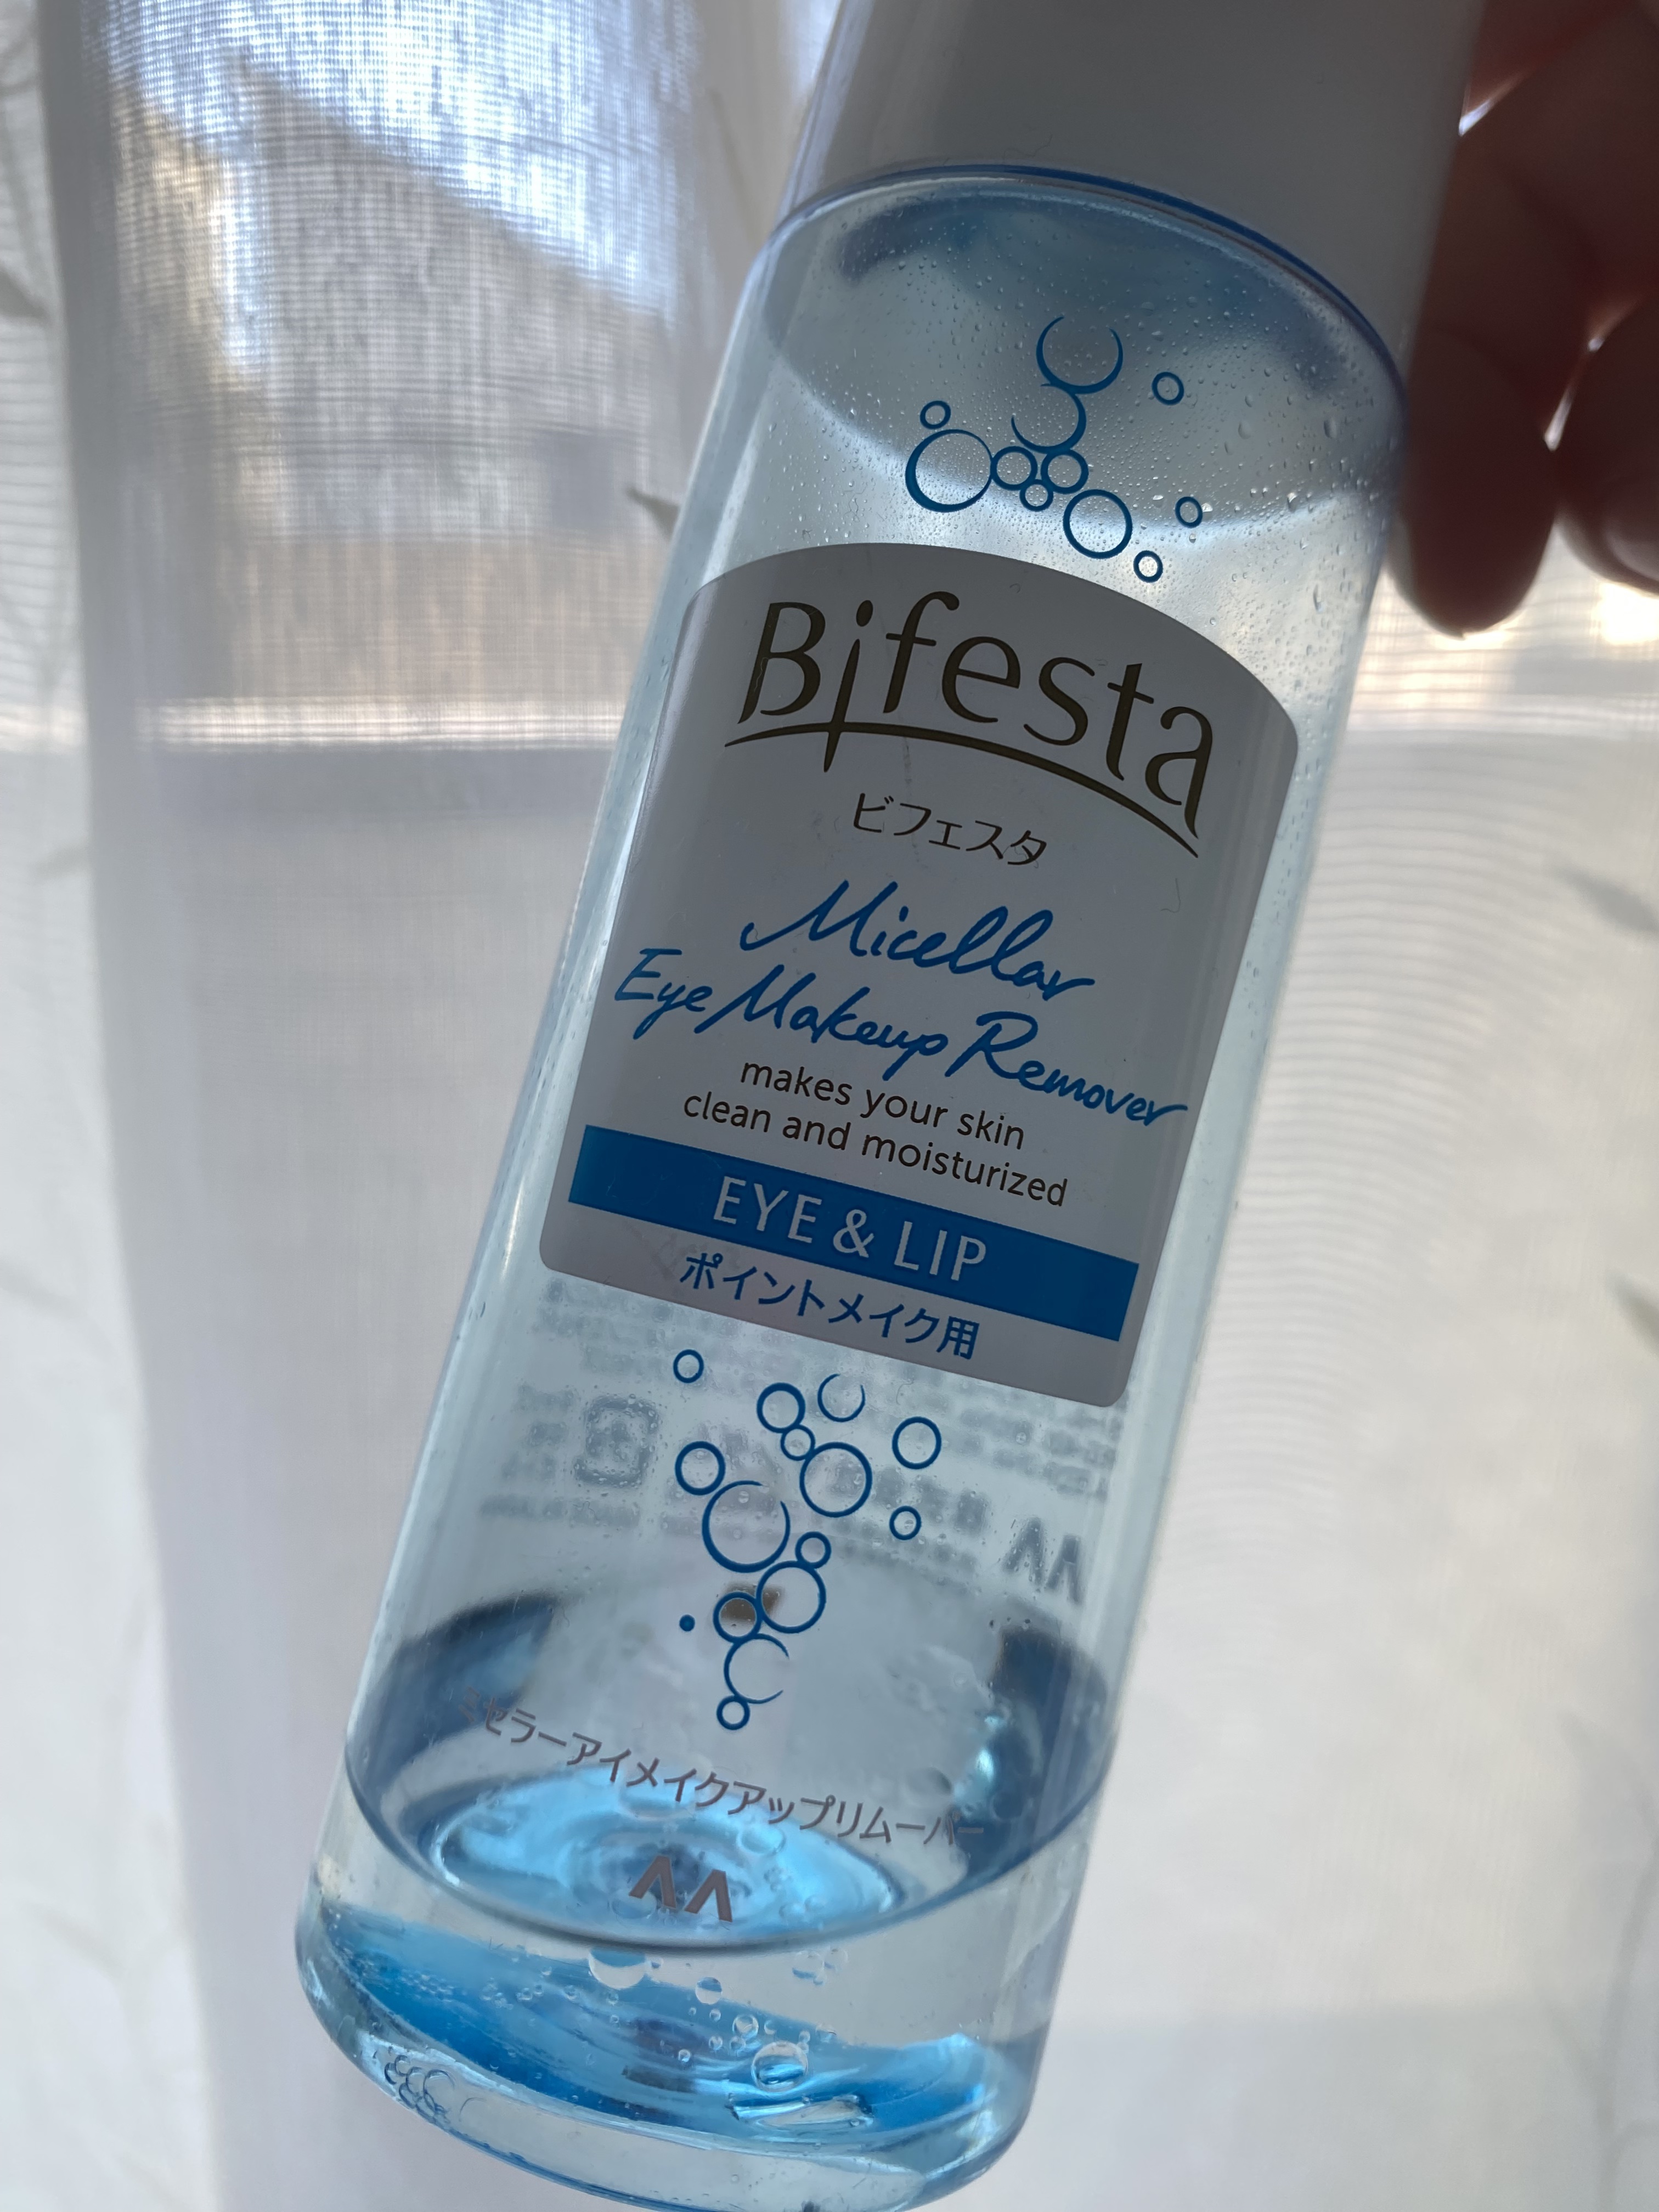 Bifesta
ビフェスタ
Micellar
Eye Makeup Remover
makes your skin
clean and moisturized
EYE & LIP
ポイントメイク用
ミセラーアイメイクアップリムーバー